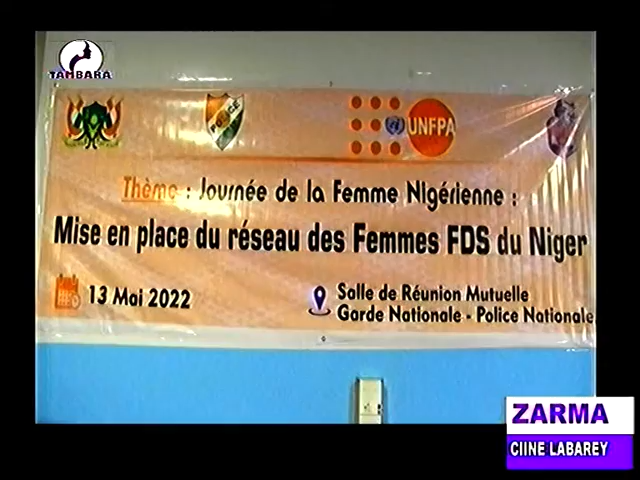 TAMBARA
POLICE
UNFPA
Thème : Journée de la Femme Nigérienne :
Mise en place du réseau des Femmes FDS du Niger
13 Mai 2022
Salle de Réunion Mutuelle
Garde Nationale - Police Nationale
ZARMA
CIINE LABAREY